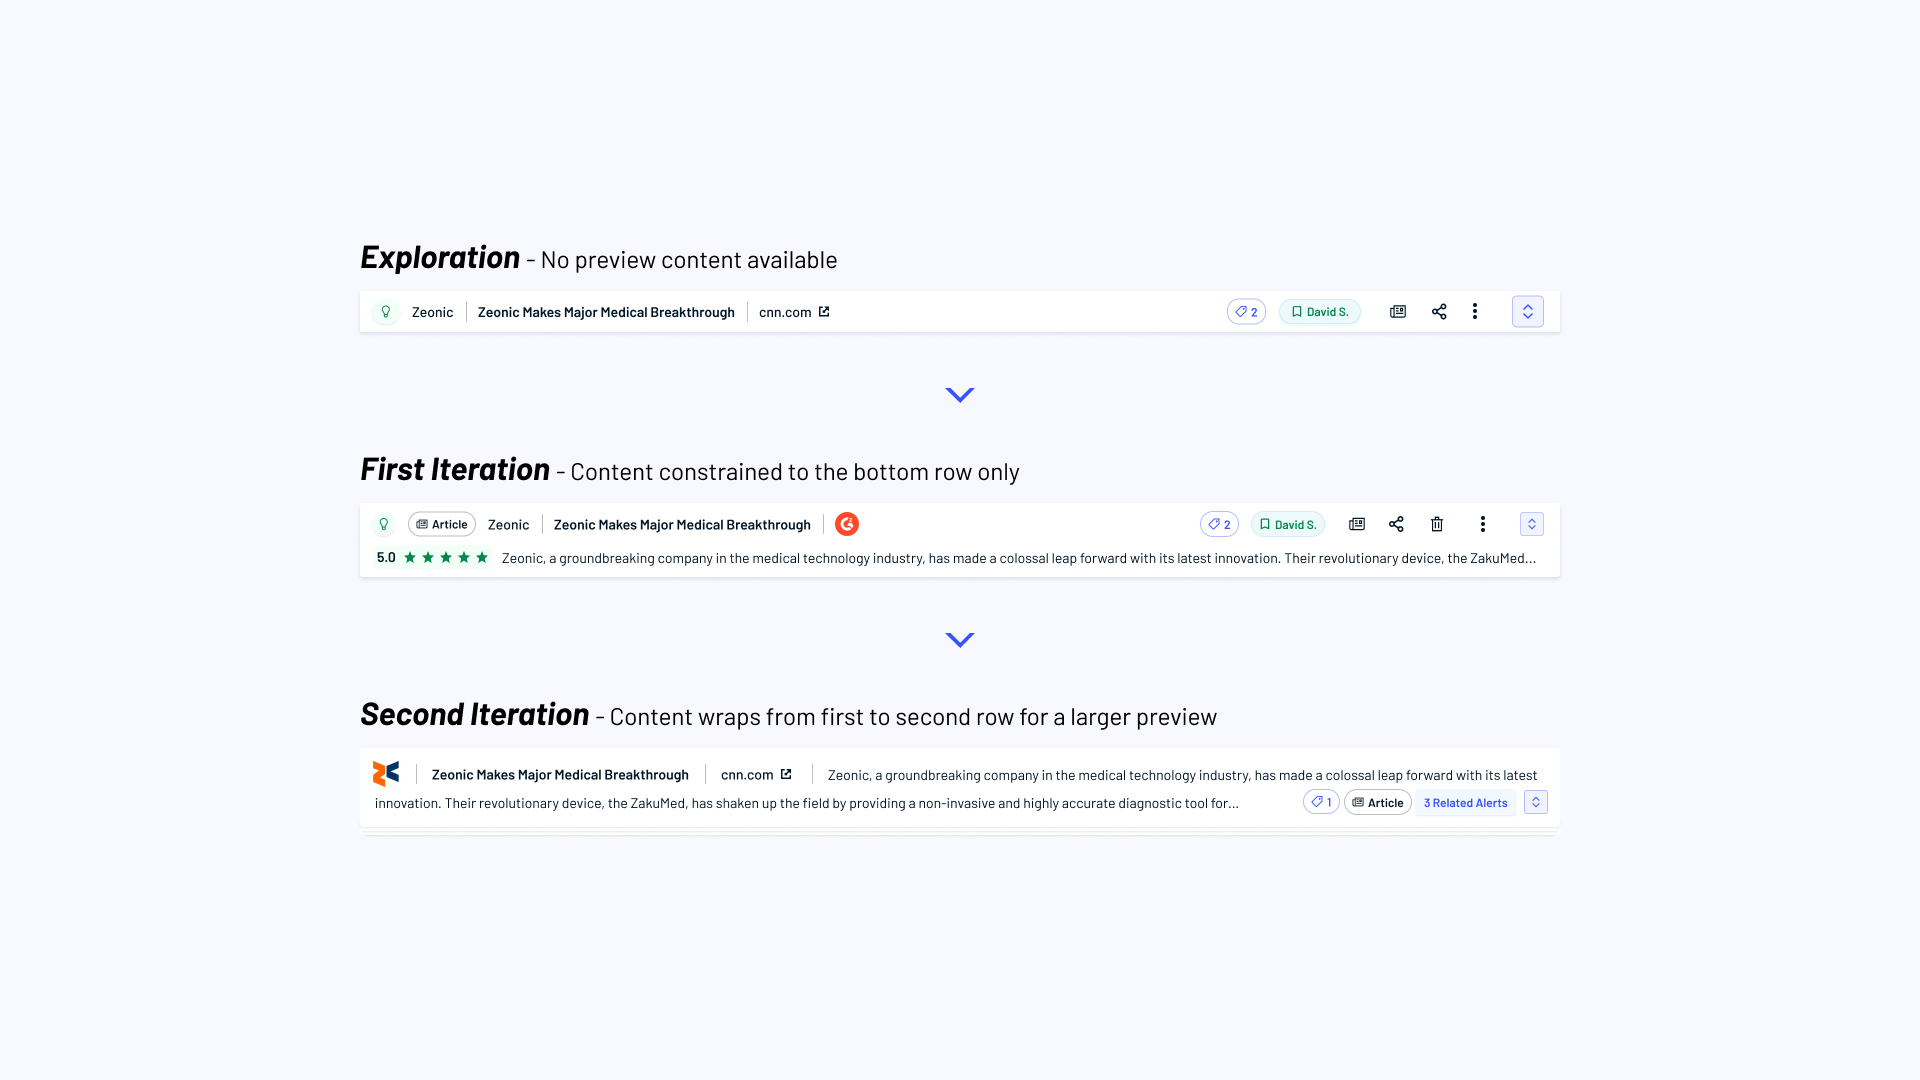 Exploration - No preview content available
Zeonic Zeonic Makes Major Medical Breakthrough cnn.com 2 David S.
First Iteration - Content constrained to the bottom row only
Article Zeonic Zeonic Makes Major Medical Breakthrough G2 2 David S.
5.0 Zeonic, a groundbreaking company in the medical technology industry, has made a colossal leap forward with its latest innovation. Their revolutionary device, the ZakuMed...
Second Iteration - Content wraps from first to second row for a larger preview
Zeonic Makes Major Medical Breakthrough cnn.com Zeonic, a groundbreaking company in the medical technology industry, has made a colossal leap forward with its latest
innovation. Their revolutionary device, the ZakuMed, has shaken up the field by providing a non-invasive and highly accurate diagnostic tool for... 1 Article 3 Related Alerts